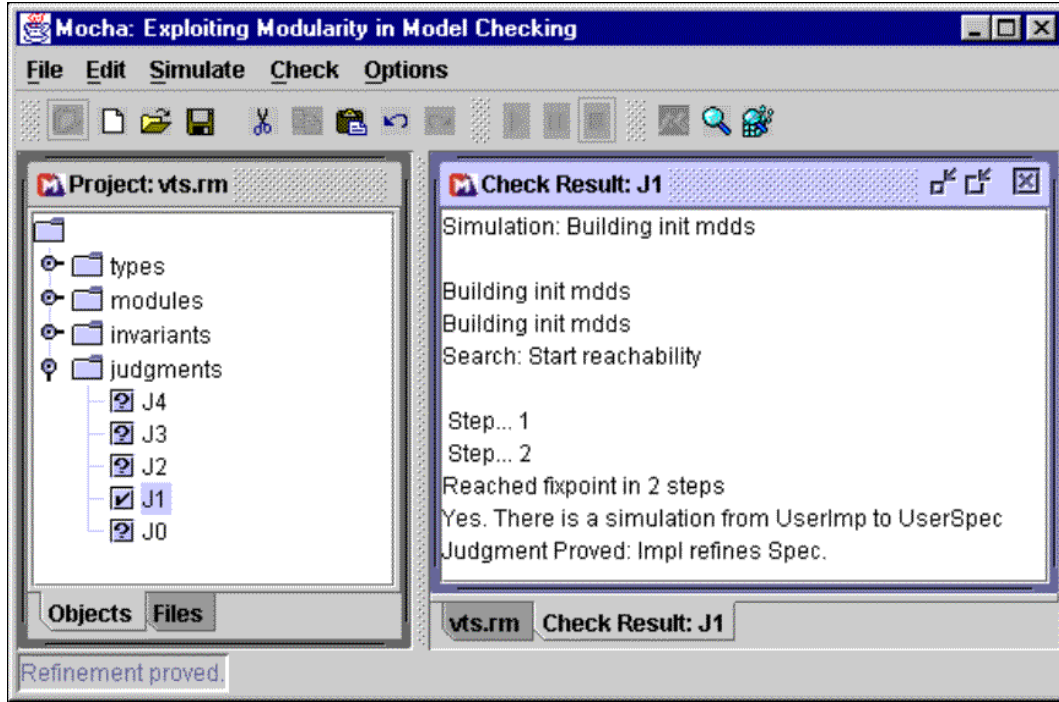 Mocha: Exploiting Modularity in Model Checking
File Edit Simulate Check Options
Project: vts.rm
types
modules
invariants
judgments
J4
J3
J2
J1
J0
Objects Files
Check Result: J1
Simulation: Building init mdds
Building init mdds
Building init mdds
Search: Start reachability
Step... 1
Step... 2
Reached fixpoint in 2 steps
Yes. There is a simulation from UserImp to UserSpec
Judgment Proved: Impl refines Spec.
vts.rm Check Result: J1
Refinement proved.